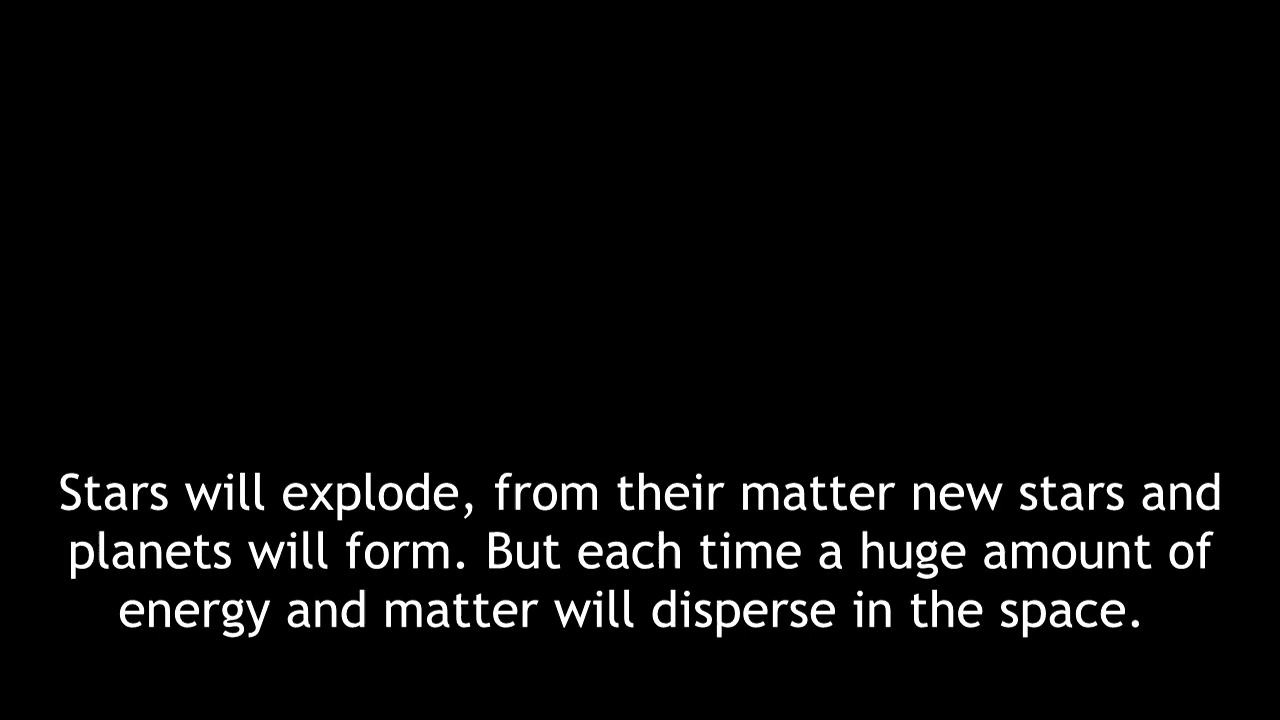 Stars will explode, from their matter new stars and
planets will form. But each time a huge amount of
energy and matter will disperse in the space.